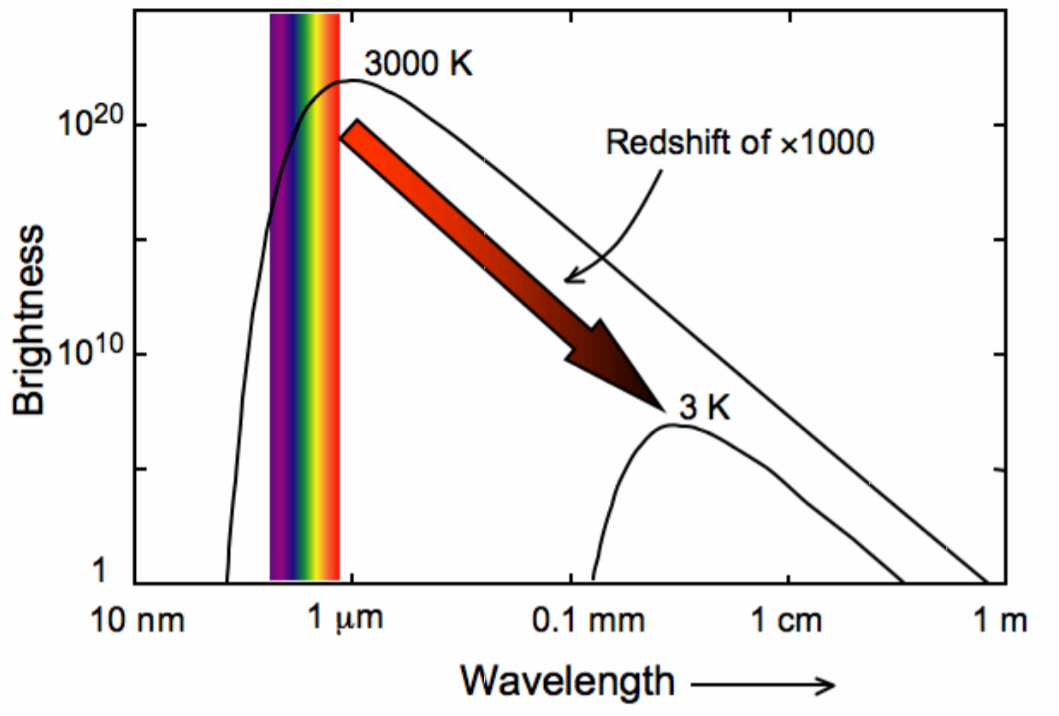 3000 K
10²⁰
Redshift of ×1000
Brightness
10¹⁰
3 K
1
10 nm
1 μm
0.1 mm
1 cm
1 m
Wavelength